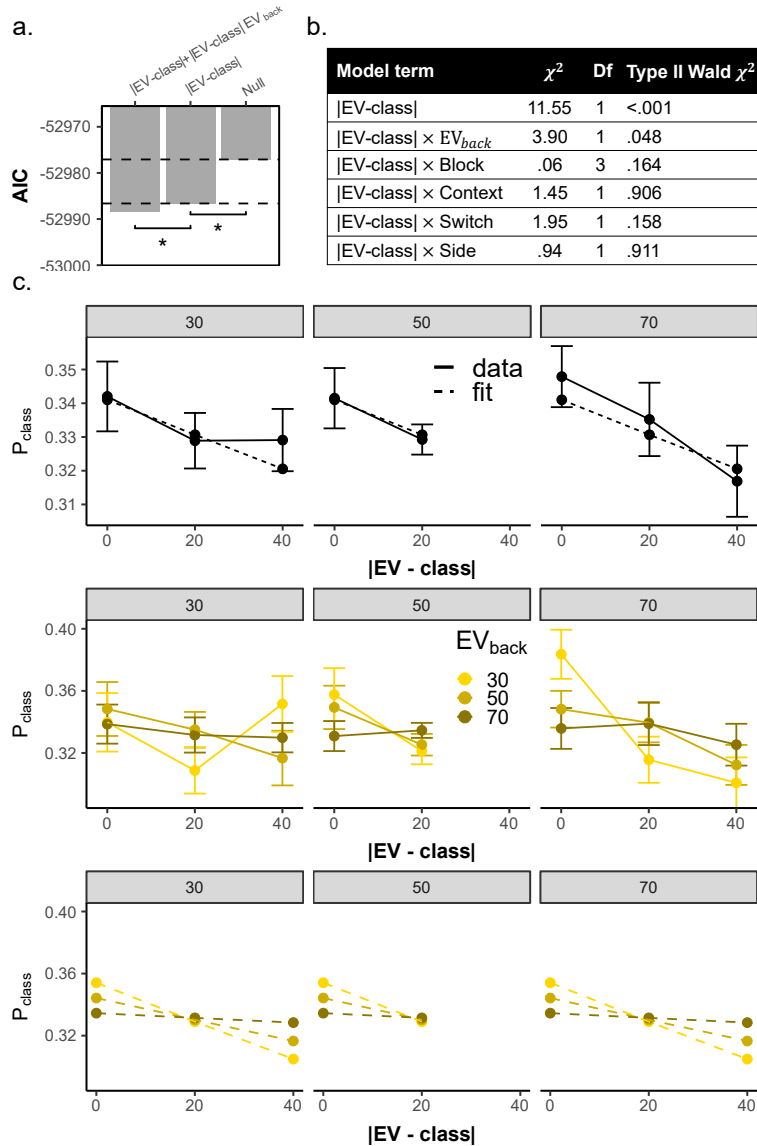 a.
|EV-class|+|EV-class| EVback
|EV-class|
Null
AIC
-52970
-52980
-52990
-53000
*
*
b.
Model term χ² Df Type II Wald χ²
|EV-class| 11.55 1 <.001
|EV-class| × EVback 3.90 1 .048
|EV-class| × Block .06 3 .164
|EV-class| × Context 1.45 1 .906
|EV-class| × Switch 1.95 1 .158
|EV-class| × Side .94 1 .911
c.
30 50 70
Pclass
0.35
0.34
0.33
0.32
0.31
data
fit
0 20 40 0 20 40 0 20 40
|EV - class|
30 50 70
Pclass
0.40
0.36
0.32
EVback
30
50
70
0 20 40 0 20 40 0 20 40
|EV - class|
30 50 70
Pclass
0.40
0.36
0.32
0 20 40 0 20 40 0 20 40
|EV - class|